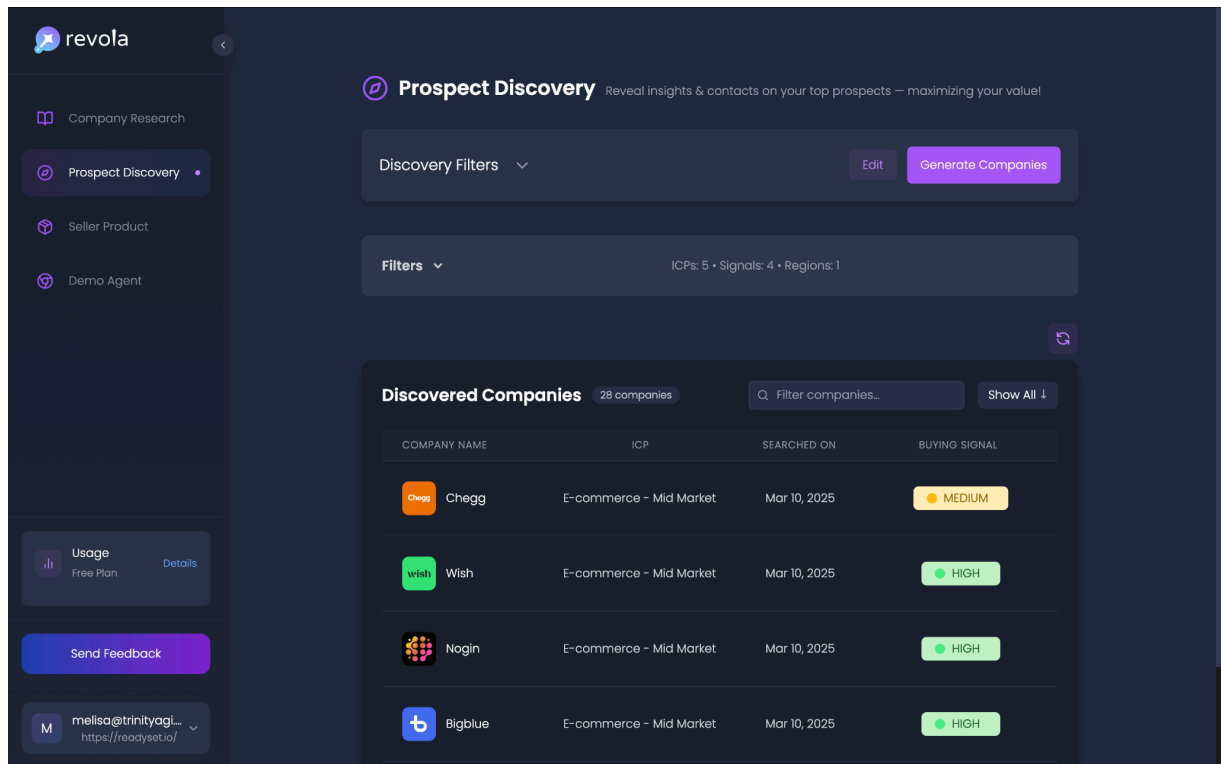 revola
Company Research
Prospect Discovery
Seller Product
Demo Agent
Usage
Free Plan
Details
Send Feedback
M
melisa@trinityagi....
https://readyset.io/
Prospect Discovery Reveal insights & contacts on your top prospects — maximizing your value!
Discovery Filters
Edit
Generate Companies
Filters
ICPs: 5 • Signals: 4 • Regions: 1
Discovered Companies 28 companies
Filter companies...
Show All ↓
COMPANY NAME ICP SEARCHED ON BUYING SIGNAL
Chegg Chegg E-commerce - Mid Market Mar 10, 2025 MEDIUM
wish Wish E-commerce - Mid Market Mar 10, 2025 HIGH
Nogin E-commerce - Mid Market Mar 10, 2025 HIGH
Bigblue E-commerce - Mid Market Mar 10, 2025 HIGH